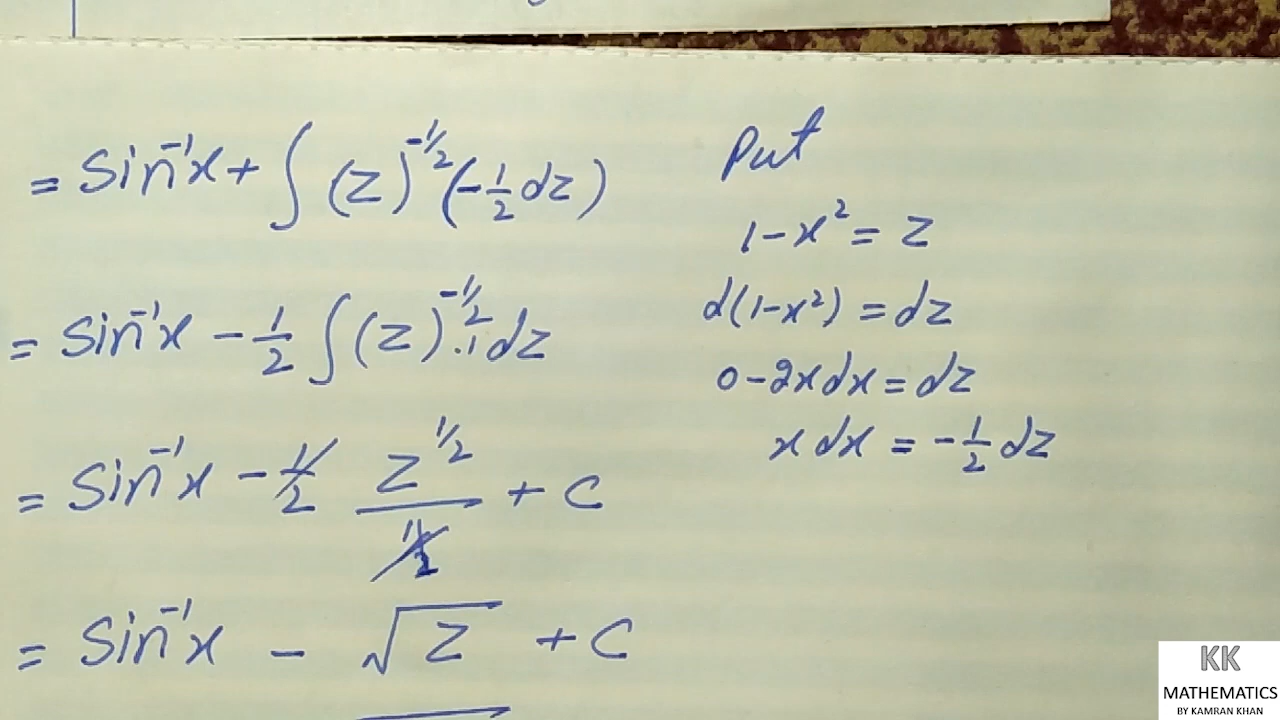 = Sin⁻¹x + ∫ (z)^{-1/2} (-1/2 dz)
= Sin⁻¹x - 1/2 ∫ (z)^{-1/2} .1 dz
= Sin⁻¹x - 1/2 z^{1/2} / 1/2 + c
= Sin⁻¹x - √z + c
Put
1-x² = z
d(1-x²) = dz
0-2x dx = dz
x dx = -1/2 dz
KK
MATHEMATICS
BY KAMRAN KHAN